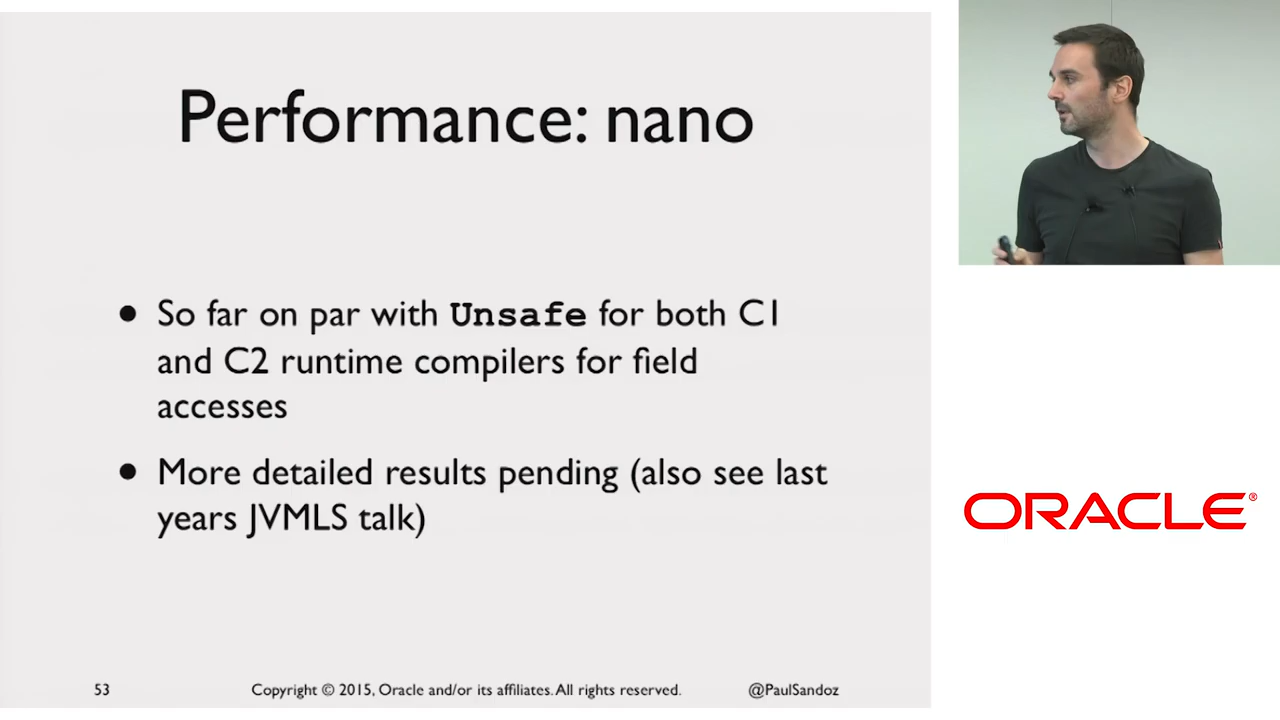 Performance: nano
• So far on par with Unsafe for both C1
and C2 runtime compilers for field
accesses
• More detailed results pending (also see last
years JVMLS talk)
53 Copyright © 2015, Oracle and/or its affiliates. All rights reserved. @PaulSandoz
ORACLE®